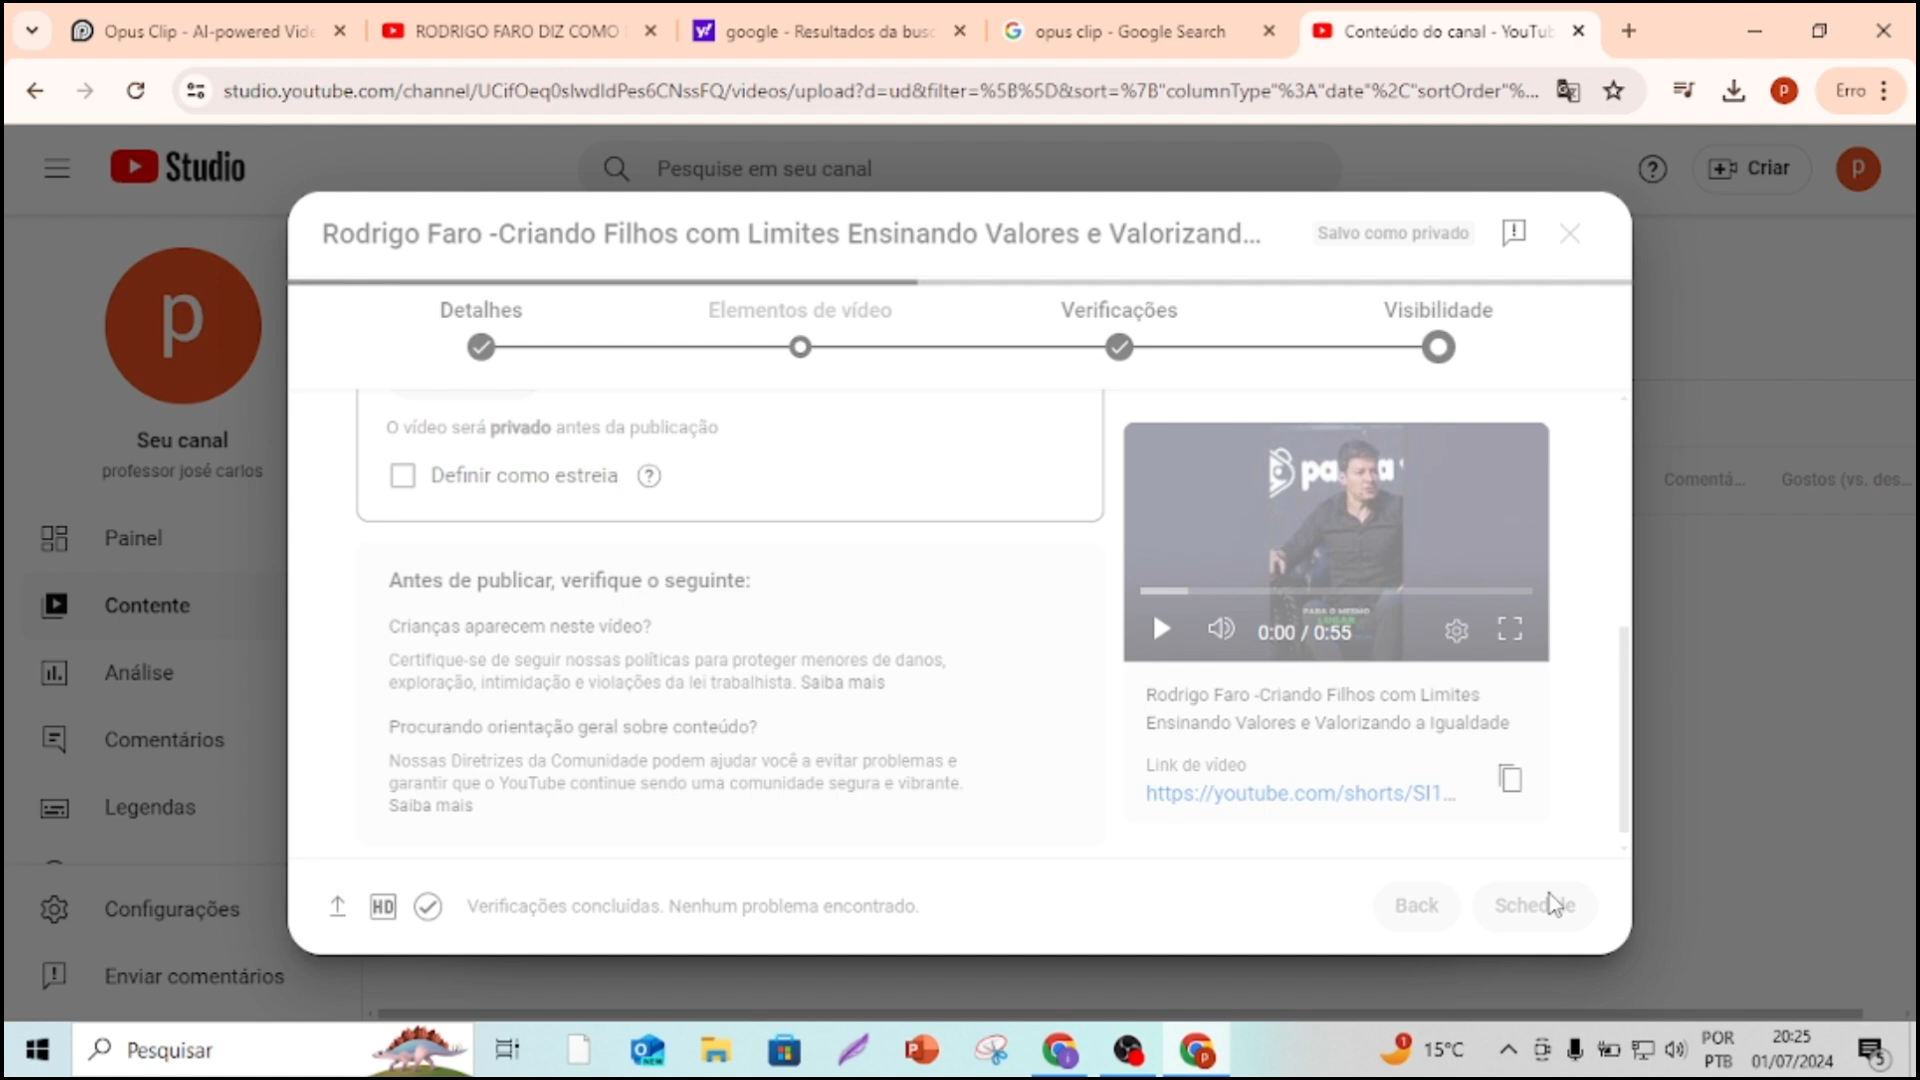 Opus Clip - AI-powered Vide
RODRIGO FARO DIZ COMO
google - Resultados da busc
opus clip - Google Search
Conteúdo do canal - YouTub
studio.youtube.com/channel/UCifOeq0slwdldPes6CNssFQ/videos/upload?d=ud&filter=%5B%5D&sort=%7B"columnType"%3A"date"%2C"sortOrder"%...
P
Erro
Studio
Pesquise em seu canal
Criar
p
Rodrigo Faro -Criando Filhos com Limites Ensinando Valores e Valorizand...
Salvo como privado
Detalhes
Elementos de vídeo
Verificações
Visibilidade
p
Seu canal
professor josé carlos
Painel
Contente
Análise
Comentários
Legendas
Configurações
Enviar comentários
O vídeo será privado antes da publicação
Definir como estreia
Antes de publicar, verifique o seguinte:
Crianças aparecem neste vídeo?
Certifique-se de seguir nossas políticas para proteger menores de danos,
exploração, intimidação e violações da lei trabalhista. Saiba mais
Procurando orientação geral sobre conteúdo?
Nossas Diretrizes da Comunidade podem ajudar você a evitar problemas e
garantir que o YouTube continue sendo uma comunidade segura e vibrante.
Saiba mais
PARA O MESMO
LUGAR
0:00 / 0:55
Rodrigo Faro -Criando Filhos com Limites
Ensinando Valores e Valorizando a Igualdade
Link de vídeo
https://youtube.com/shorts/SI1...
Comentá...
Gostos (vs. des...
HD
Verificações concluídas. Nenhum problema encontrado.
Back
Schedule
Pesquisar
NEW
1
15°C
POR
PTB
20:25
01/07/2024
5